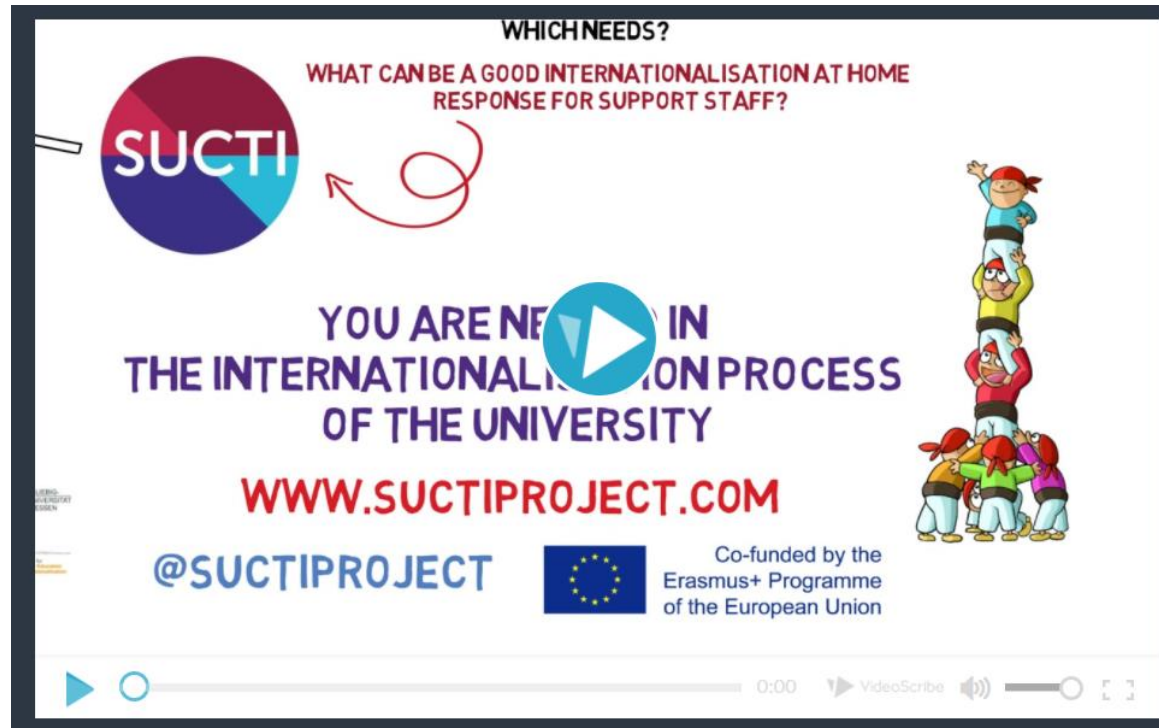 WHICH NEEDS?
WHAT CAN BE A GOOD INTERNATIONALISATION AT HOME
RESPONSE FOR SUPPORT STAFF?
SUCTI
YOU ARE IN
THE INTERNATIONALISATION PROCESS
OF THE UNIVERSITY
WWW.SUCTIPROJECT.COM
@SUCTIPROJECT
Co-funded by the
Erasmus+ Programme
of the European Union
0:00 VideoScribe